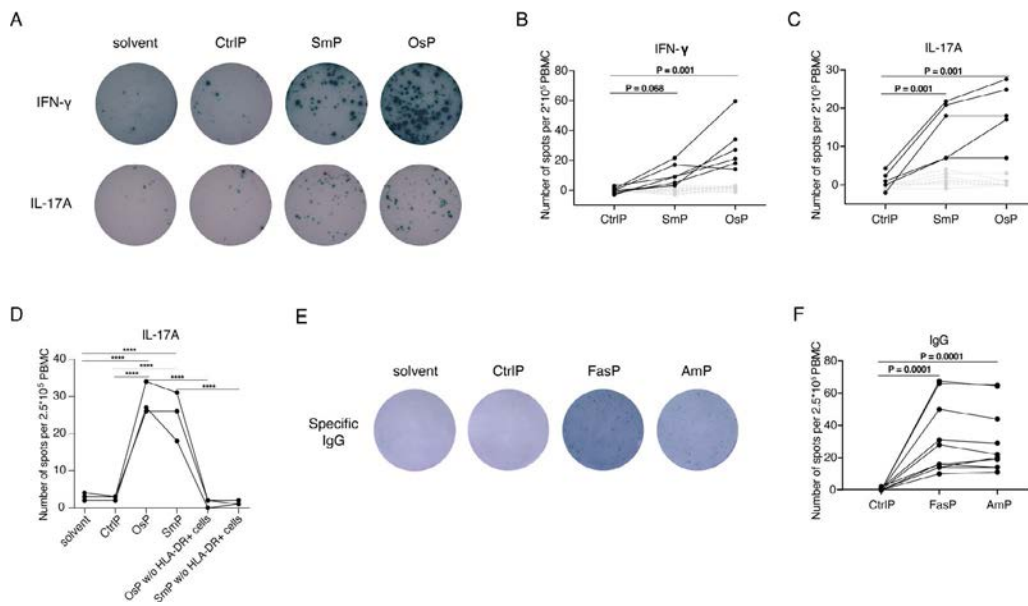 A
solvent CtrlP SmP OsP
IFN-γ
IL-17A
B
IFN-γ
Number of spots per 2*10⁵ PBMC
80
60
40
20
0
P = 0.001
P = 0.068
CtrlP SmP OsP
C
IL-17A
Number of spots per 2*10⁵ PBMC
40
30
20
10
0
P = 0.001
P = 0.001
CtrlP SmP OsP
D
IL-17A
Number of spots per 2.5*10⁵ PBMC
40
30
20
10
0
****
****
****
**** ****
****
solvent
CtrlP
OsP
SmP
OsP w/o HLA-DR+ cells
SmP w/o HLA-DR+ cells
E
solvent CtrlP FasP AmP
Specific
IgG
F
IgG
Number of spots per 2.5*10⁵ PBMC
80
60
40
20
0
P = 0.0001
P = 0.0001
CtrlP FasP AmP